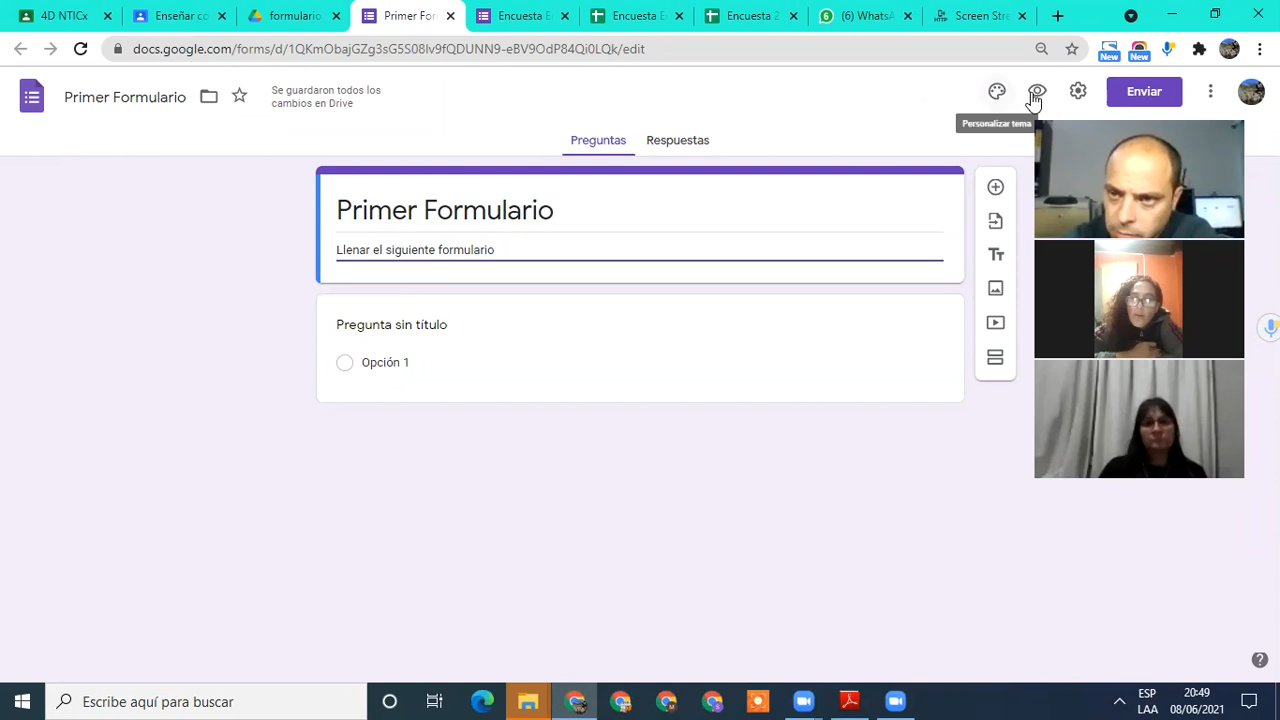 4D NTICx
Enseñar co
formulario
Primer For
Encuesta E
Encuesta E
Encuesta 2
(6) WhatsA
Screen Stre
docs.google.com/forms/d/1QKmObajGZg3sG5SQ8lvdlQDUNN9-eBV9OdP84Qi0LQk/edit
New
New
Primer Formulario
Se guardaron todos los
cambios en Drive
Enviar
Personalizar tema
Preguntas
Respuestas
Primer Formulario
Llenar el siguiente formulario
Pregunta sin título
Opción 1
Escribe aquí para buscar
ESP
LAA
20:49
08/06/2021